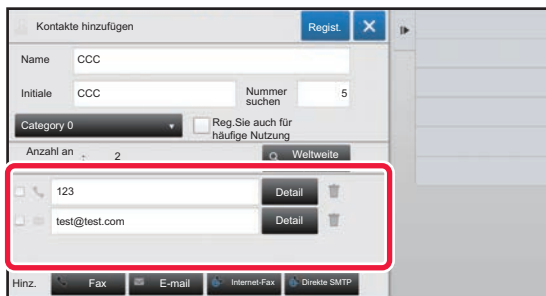 Kontakte hinzufügen
Regist.
Name
CCC
Initiale
CCC
Nummer
suchen
5
Category 0
Reg.Sie auch für
häufige Nutzung
Anzahl an
2
Weltweite
123
Detail
test@test.com
Detail
Hinz.
Fax
E-mail
Internet-Fax
Direkte SMTP